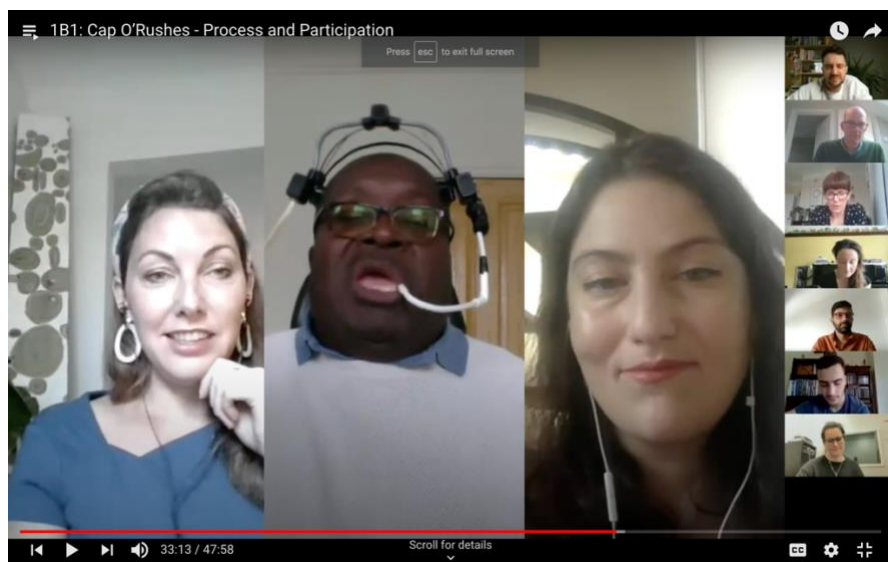 1B1: Cap O'Rushes - Process and Participation
Press esc to exit full screen
33:13 / 47:58
Scroll for details
CC